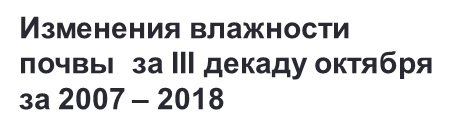 Изменения влажности
почвы  за III декаду октября
за 2007 – 2018